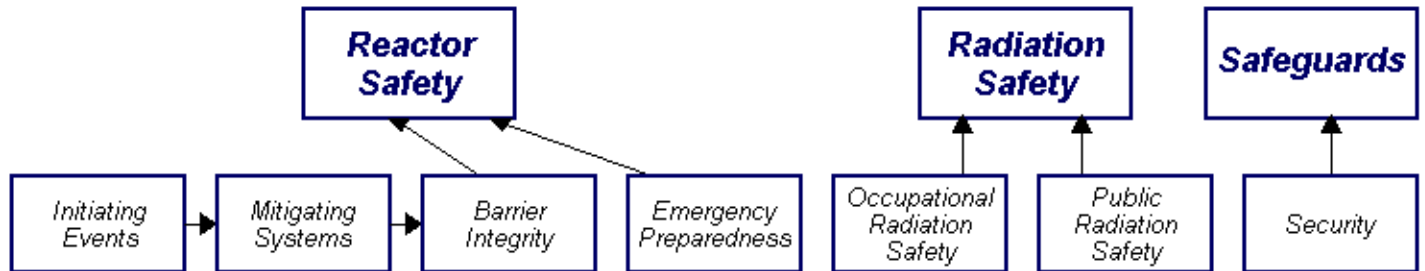 Reactor
Safety
Radiation
Safety
Safeguards
Initiating
Events
Mitigating
Systems
Barrier
Integrity
Emergency
Preparedness
Occupational
Radiation
Safety
Public
Radiation
Safety
Security